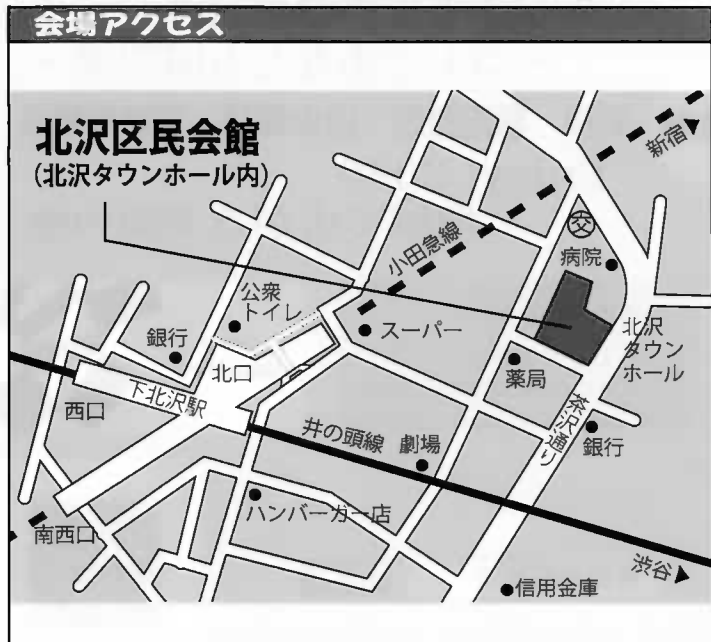 会場アクセス
北沢区民会館
(北沢タウンホール内)
新宿
小田急線
交
病院
公衆
トイレ
スーパー
北沢
タウン
ホール
銀行
北口
薬局
下北沢駅
西口
井の頭線
劇場
茶沢通り
銀行
ハンバーガー店
南西口
渋谷
信用金庫